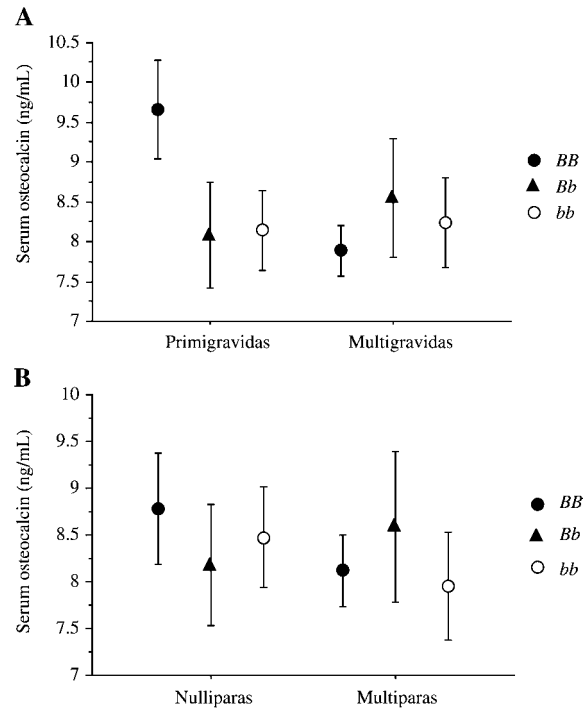 A
Serum osteocalcin (ng/mL)
10.5
10
9.5
9
8.5
8
7.5
7
Primigravidas Multigravidas
BB
Bb
bb
B
Serum osteocalcin (ng/mL)
10
9.5
9
8.5
8
7.5
7
Nulliparas Multiparas
BB
Bb
bb